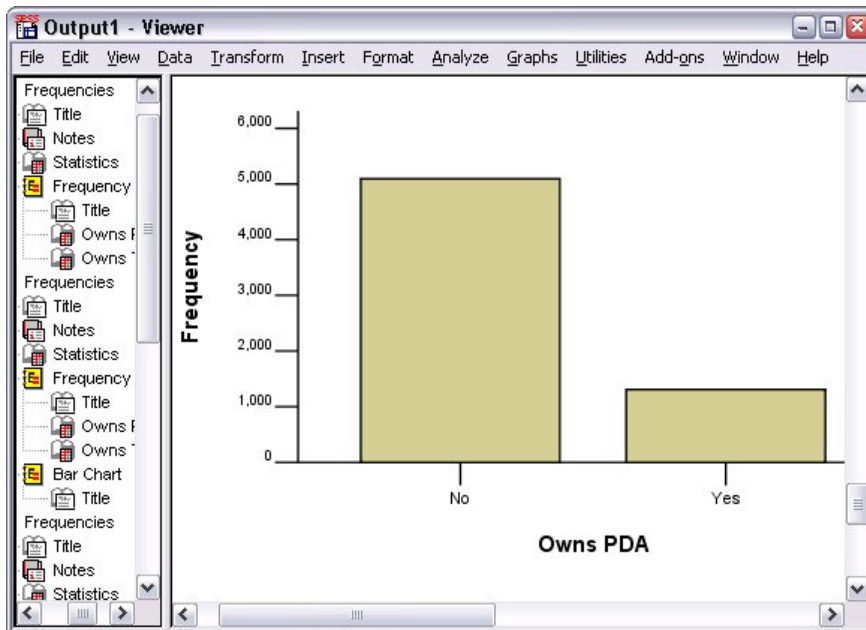 Output1 - Viewer
File Edit View Data Transform Insert Format Analyze Graphs Utilities Add-ons Window Help
Frequencies
Title
Notes
Statistics
Frequency
Title
Owns
Owns
Frequencies
Title
Notes
Statistics
Frequency
Title
Owns
Owns
Bar Chart
Title
Frequencies
Title
Notes
Statistics
6,000
5,000
4,000
3,000
2,000
1,000
0
Frequency
No Yes
Owns PDA